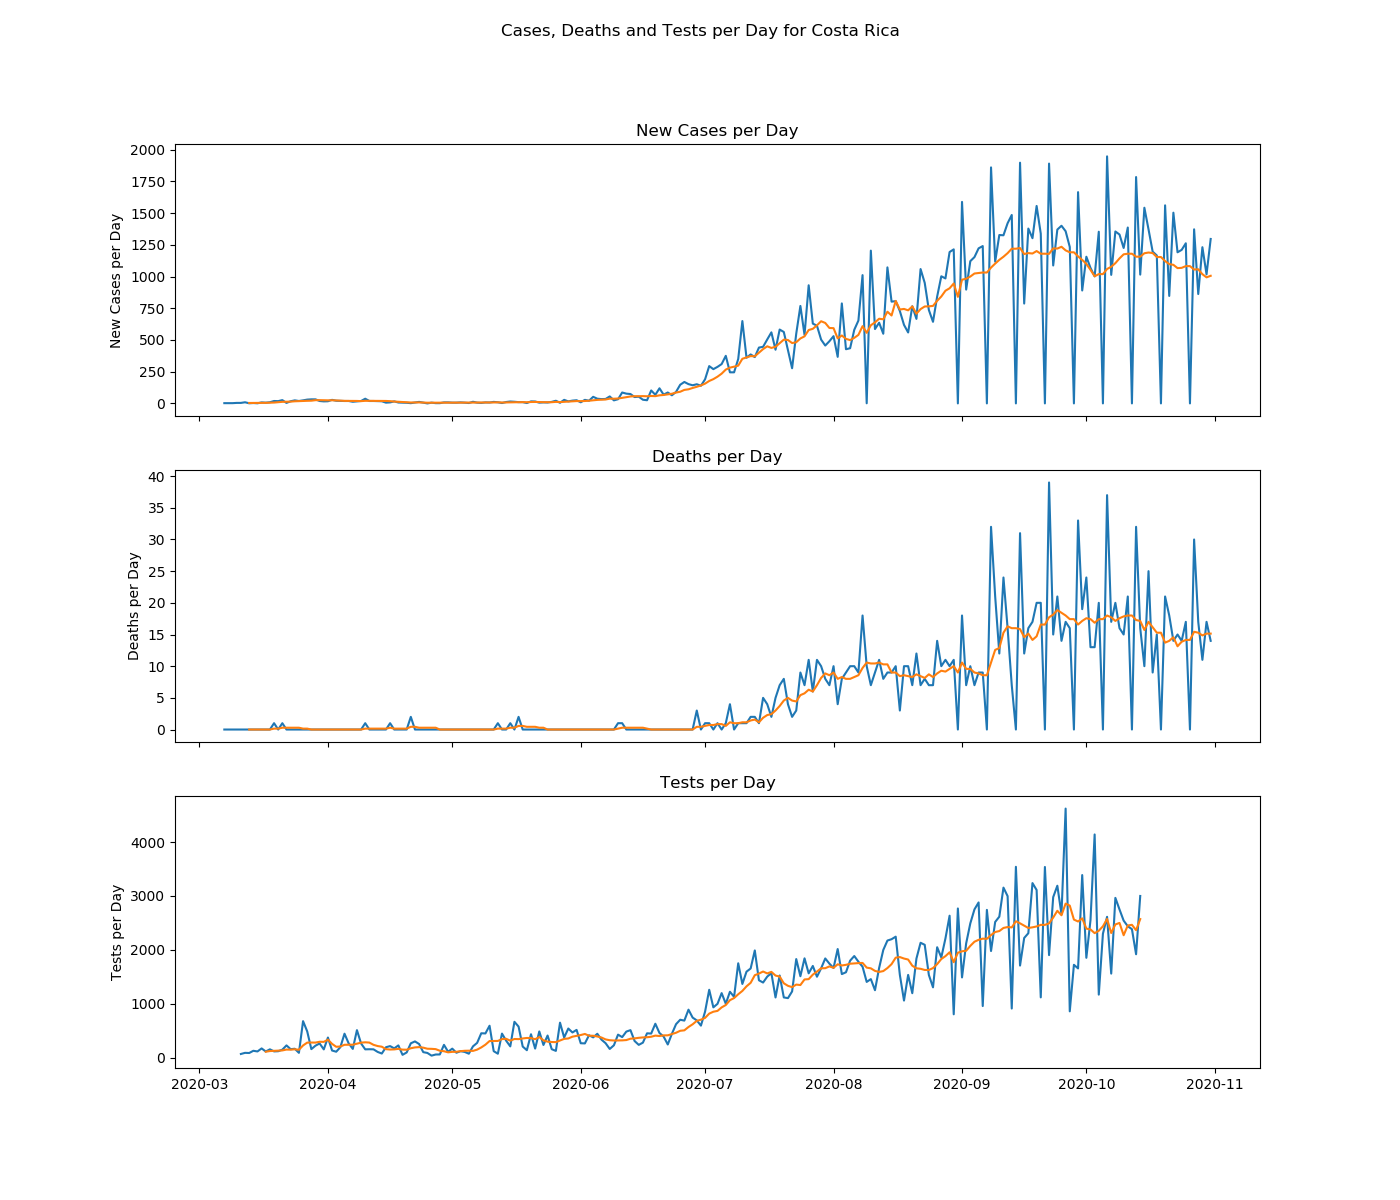 Cases, Deaths and Tests per Day for Costa Rica
New Cases per Day
New Cases per Day
2000
1750
1500
1250
1000
750
500
250
0
Deaths per Day
Deaths per Day
40
35
30
25
20
15
10
5
0
Tests per Day
Tests per Day
4000
3000
2000
1000
0
2020-03 2020-04 2020-05 2020-06 2020-07 2020-08 2020-09 2020-10 2020-11